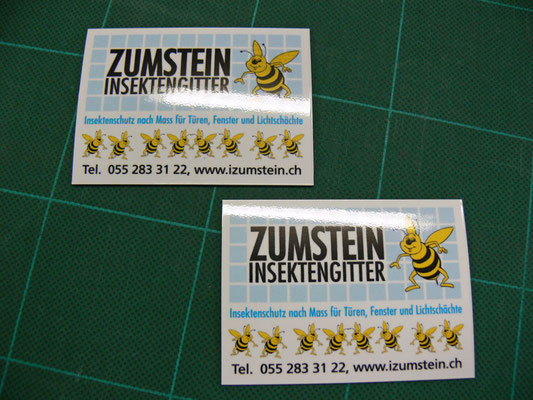 ZUMSTEIN
INSEKTENGITTER
Insektenschutz nach Mass für Türen, Fenster und Lichtschächte
Tel. 055 283 31 22, www.izumstein.ch
ZUMSTEIN
INSEKTENGITTER
Insektenschutz nach Mass für Türen, Fenster und Lichtschächte
Tel. 055 283 31 22, www.izumstein.ch